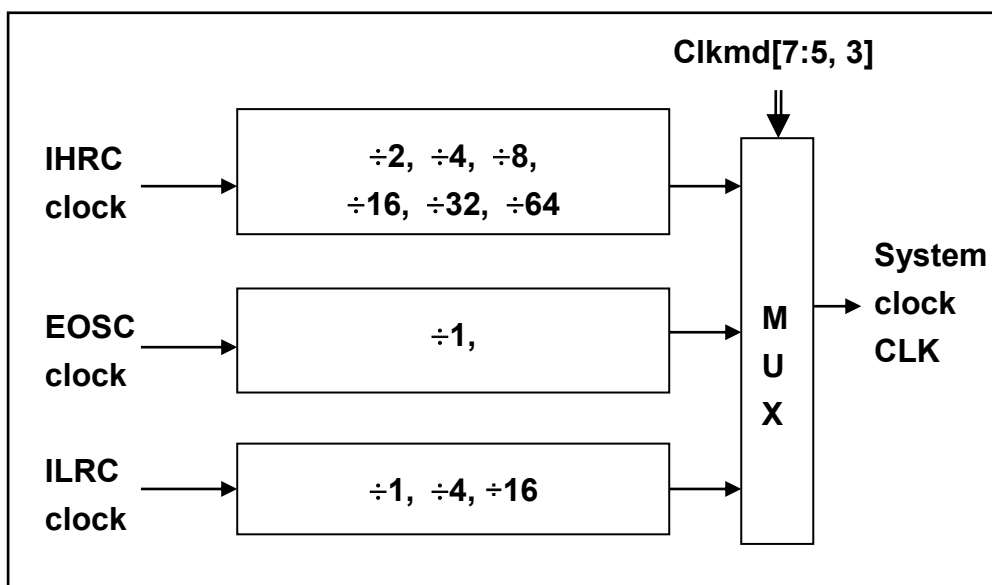 Clkmd[7:5, 3]
IHRC
clock
÷2, ÷4, ÷8,
÷16, ÷32, ÷64
EOSC
clock
÷1,
ILRC
clock
÷1, ÷4, ÷16
M
U
X
System
clock
CLK